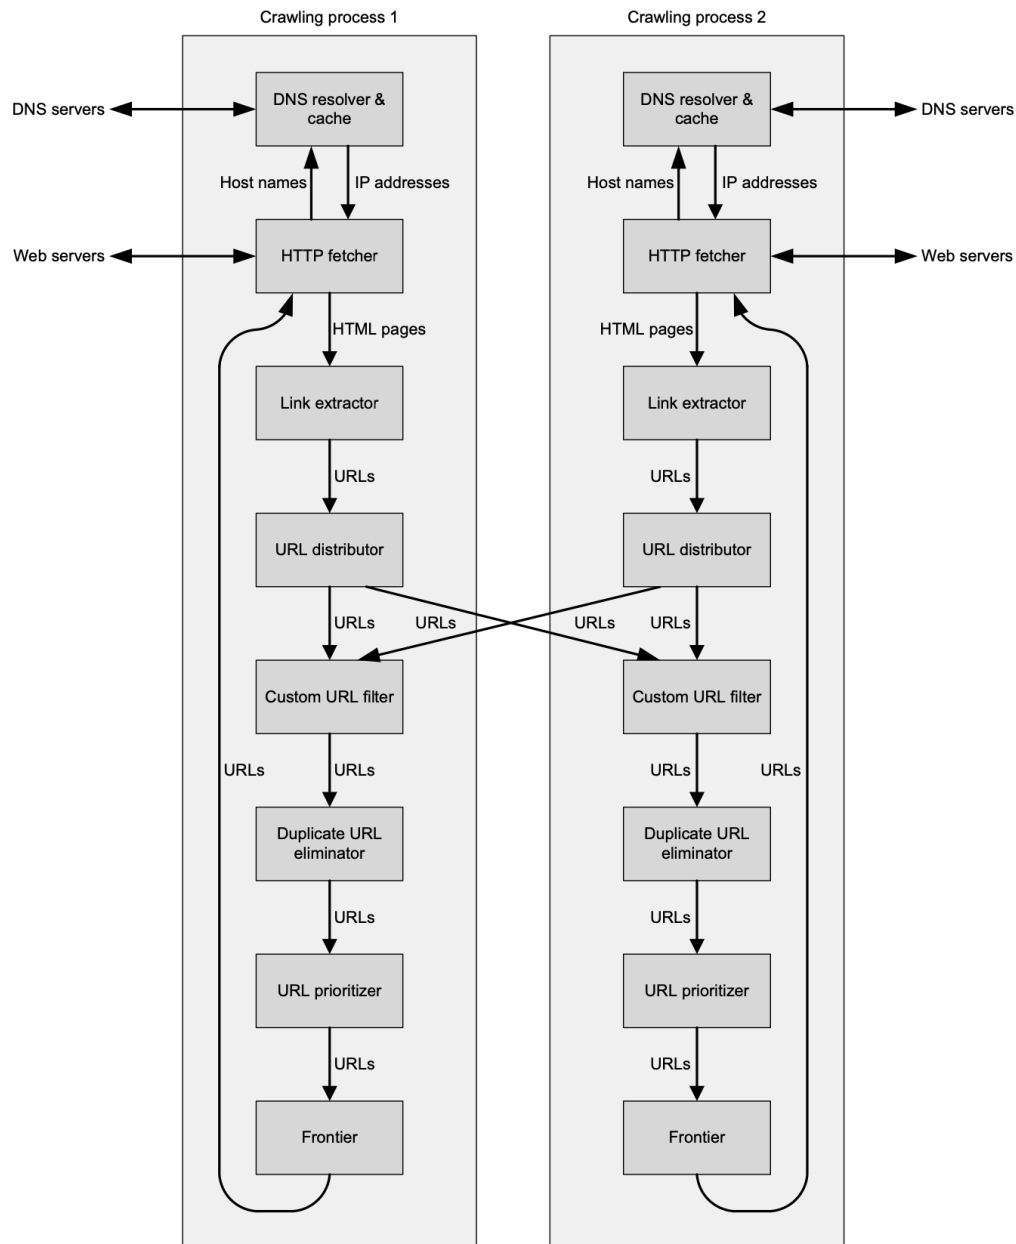 Crawling process 1
Crawling process 2
DNS servers
DNS resolver &
cache
DNS resolver &
cache
DNS servers
Host names
IP addresses
Host names
IP addresses
Web servers
HTTP fetcher
HTTP fetcher
Web servers
HTML pages
HTML pages
Link extractor
Link extractor
URLs
URLs
URL distributor
URL distributor
URLs
URLs
URLs
URLs
Custom URL filter
Custom URL filter
URLs
URLs
URLs
URLs
Duplicate URL
eliminator
Duplicate URL
eliminator
URLs
URLs
URL prioritizer
URL prioritizer
URLs
URLs
Frontier
Frontier